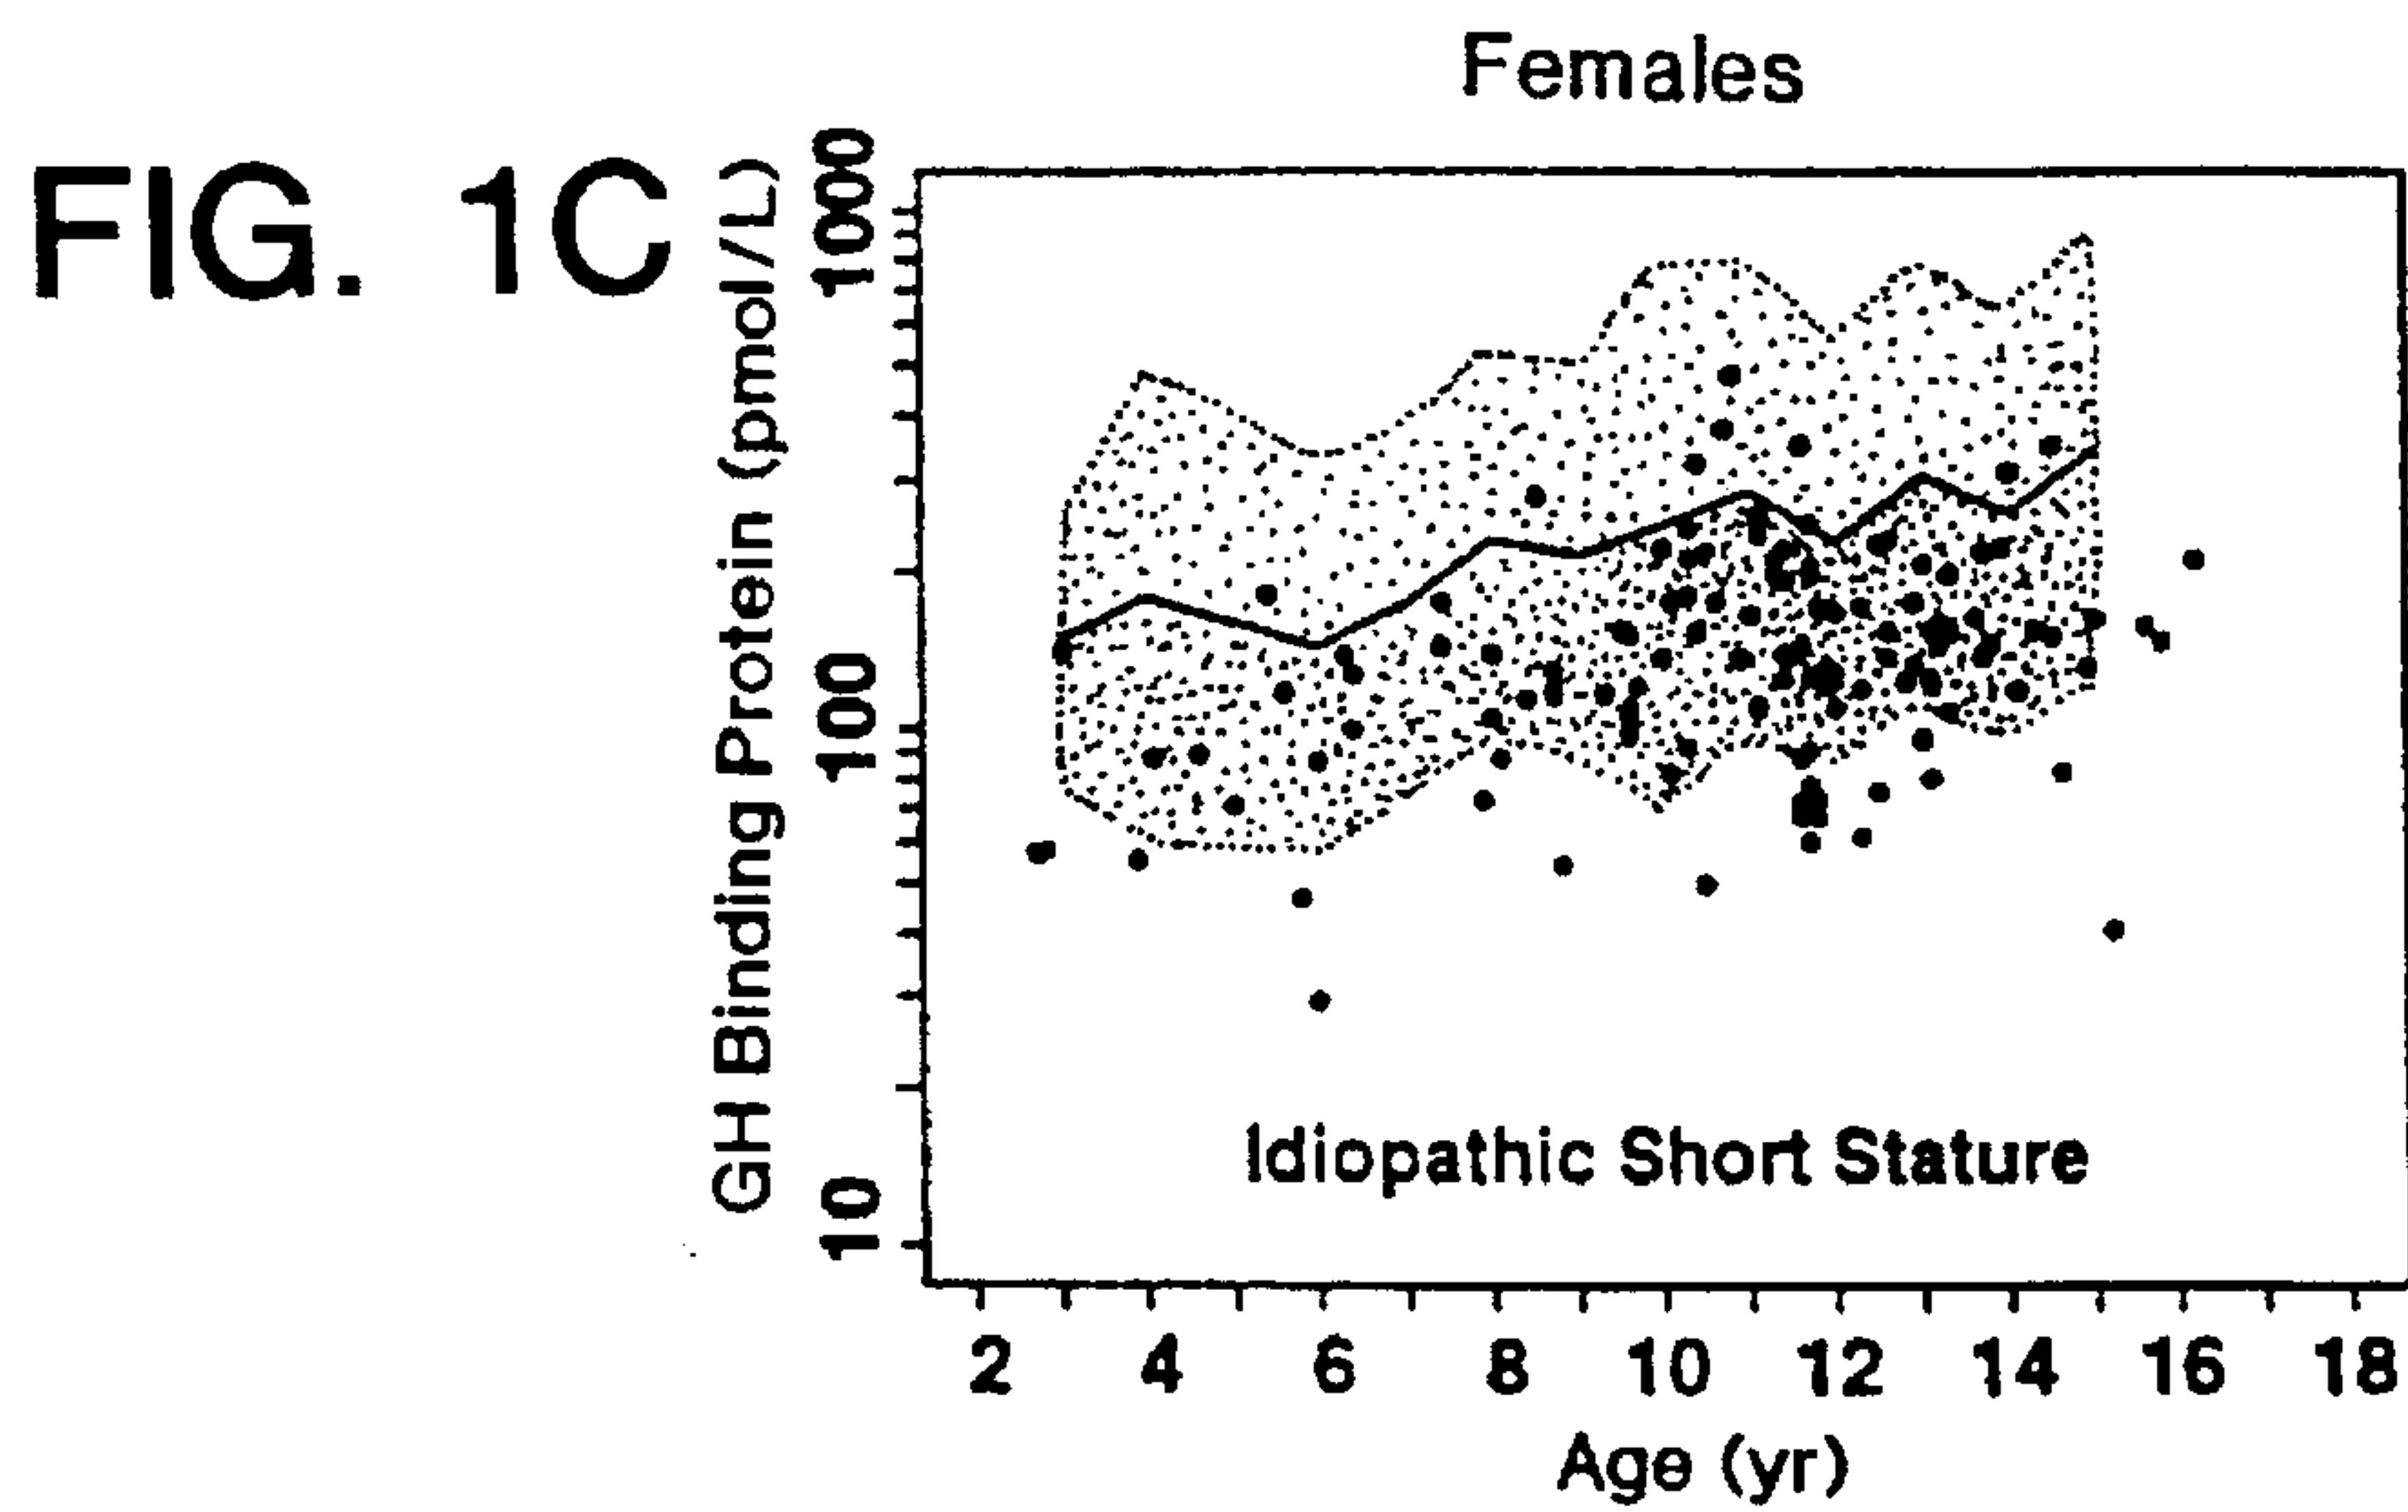 FIG. 1C
Females
GH Binding Protein (pmol/L)
1000
100
10
Idiopathic Short Stature
2 4 6 8 10 12 14 16 18
Age (yr)